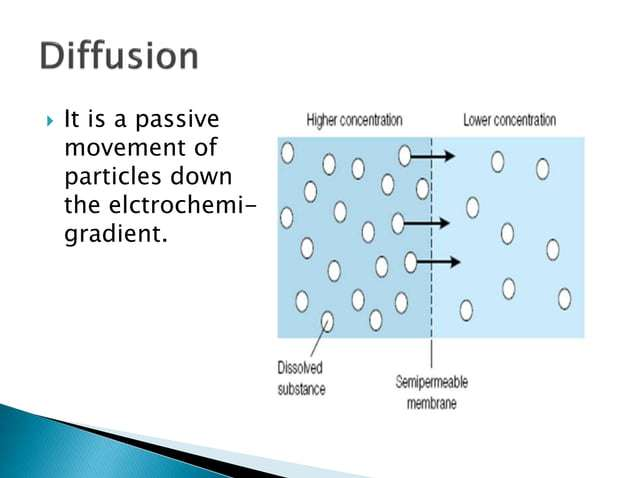 Diffusion
It is a passive
movement of
particles down
the elctrochemi-
gradient.
Higher concentration
Lower concentration
Dissolved
substance
Semipermeable
membrane